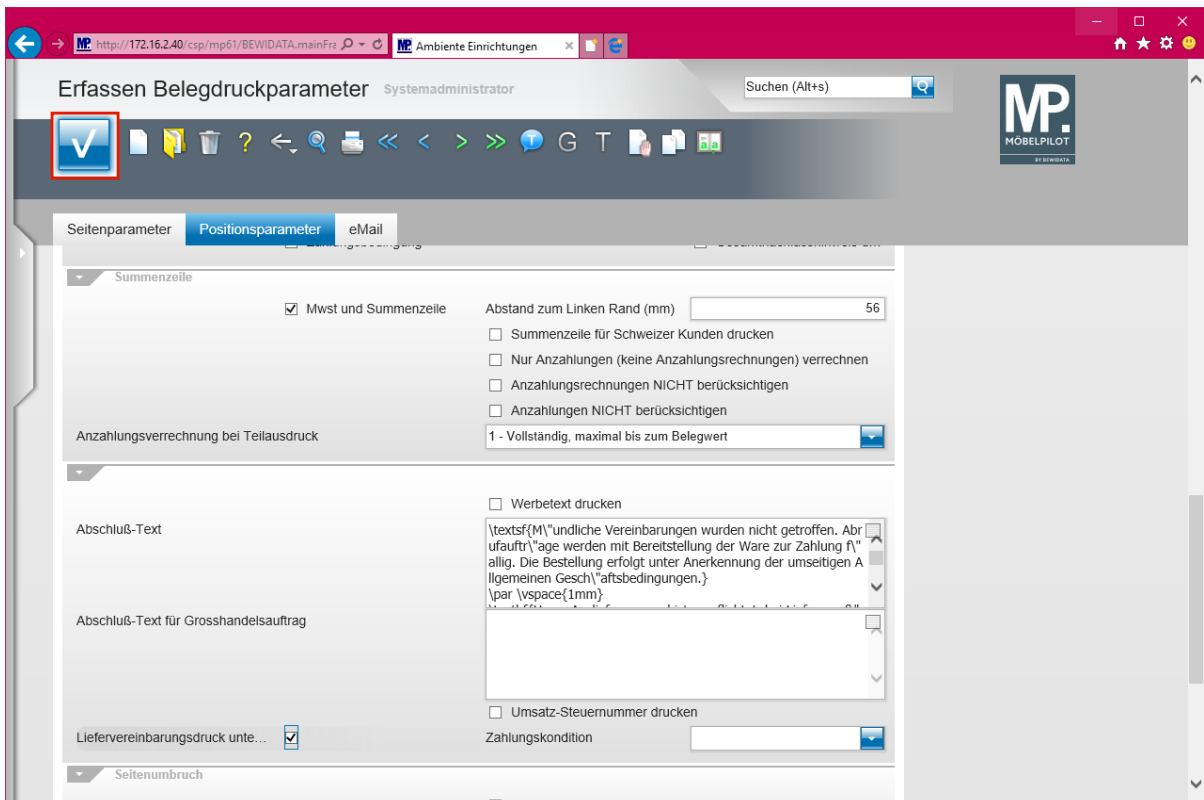 http://172.16.2.40/csp/mp61/BEWIDATA.mainFra
MP. Ambiente Einrichtungen
Erfassen Belegdruckparameter Systemadministrator
Suchen (Alt+s)
MP.
MÖBELPILOT
BY BEWIDATA
? T G T a a
Seitenparameter Positionsparameter eMail
Summenzeile
Mwst und Summenzeile Abstand zum Linken Rand (mm) 56
Summenzeile für Schweizer Kunden drucken
Nur Anzahlungen (keine Anzahlungsrechnungen) verrechnen
Anzahlungsrechnungen NICHT berücksichtigen
Anzahlungen NICHT berücksichtigen
Anzahlungsverrechnung bei Teilausdruck 1 - Vollständig, maximal bis zum Belegwert
Werbetext drucken
Abschluß-Text \textsf{M\"undliche Vereinbarungen wurden nicht getroffen. Abr
ufauftr\"age werden mit Bereitstellung der Ware zur Zahlung f\"
allig. Die Bestellung erfolgt unter Anerkennung der umseitigen A
llgemeinen Gesch\"aftsbedingungen.}
\par \vspace{1mm}
Abschluß-Text für Grosshandelsauftrag
Umsatz-Steuernummer drucken
Liefervereinbarungsdruck unte... Zahlungskondition
Seitenumbruch